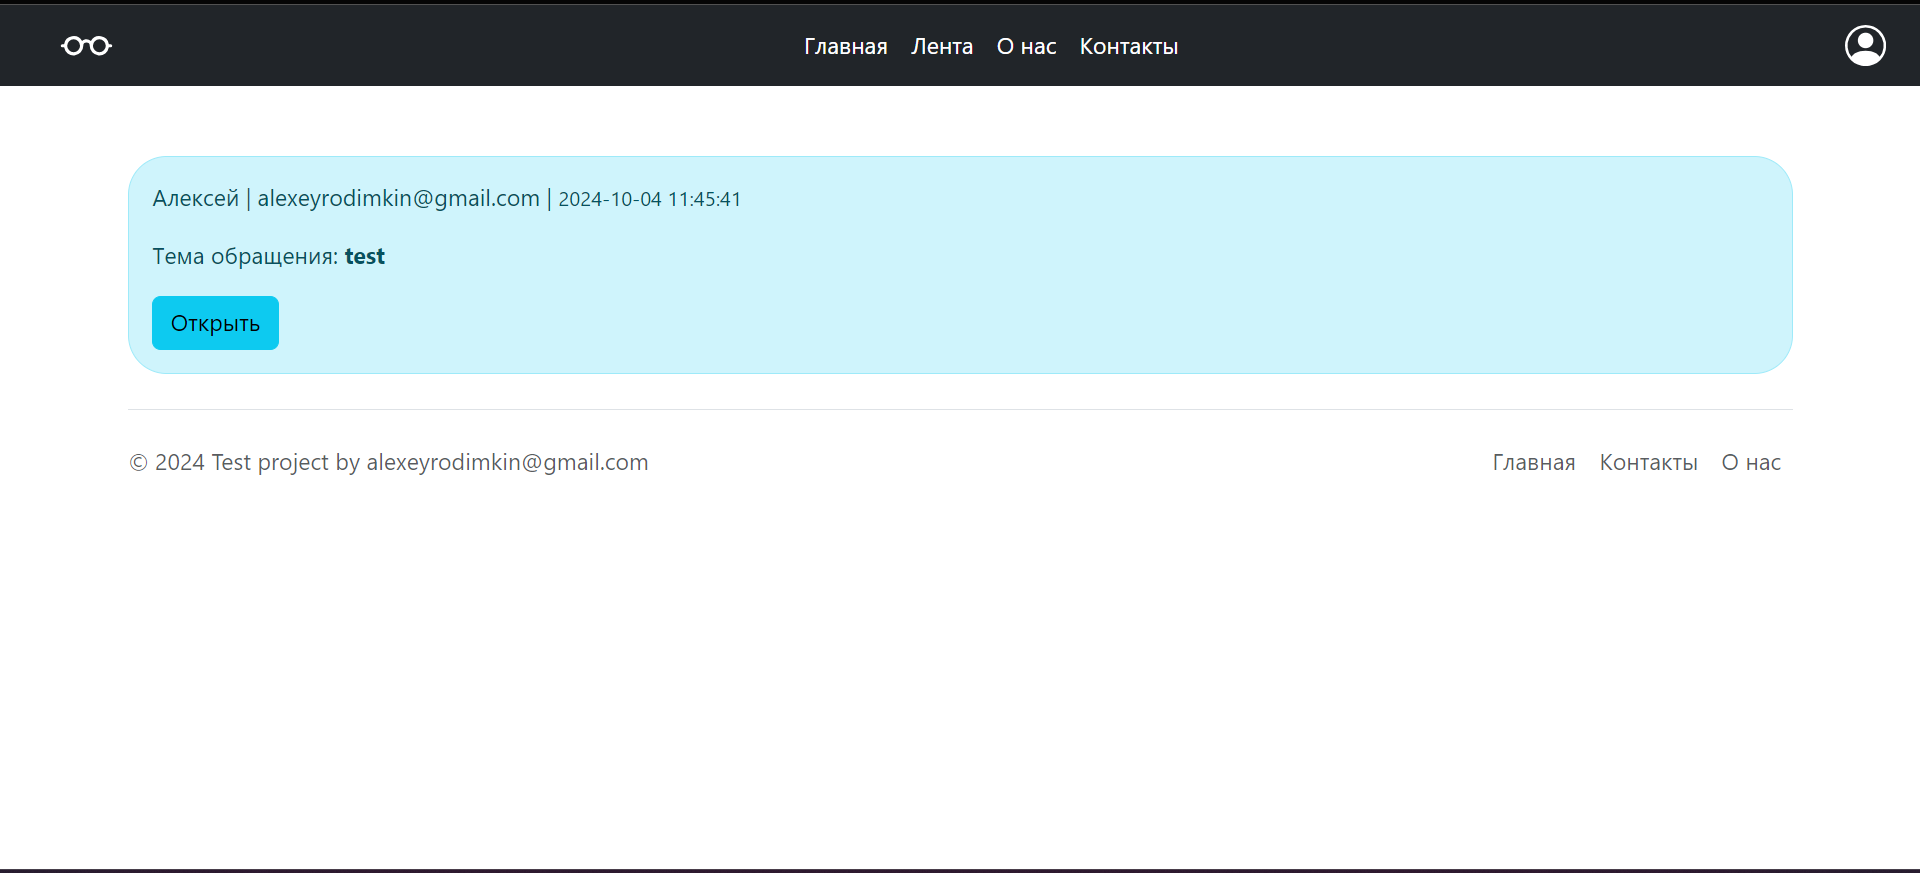 Главная Лента О нас Контакты
Алексей | alexeyrodimkin@gmail.com | 2024-10-04 11:45:41
Тема обращения: test
Открыть
© 2024 Test project by alexeyrodimkin@gmail.com Главная Контакты О нас